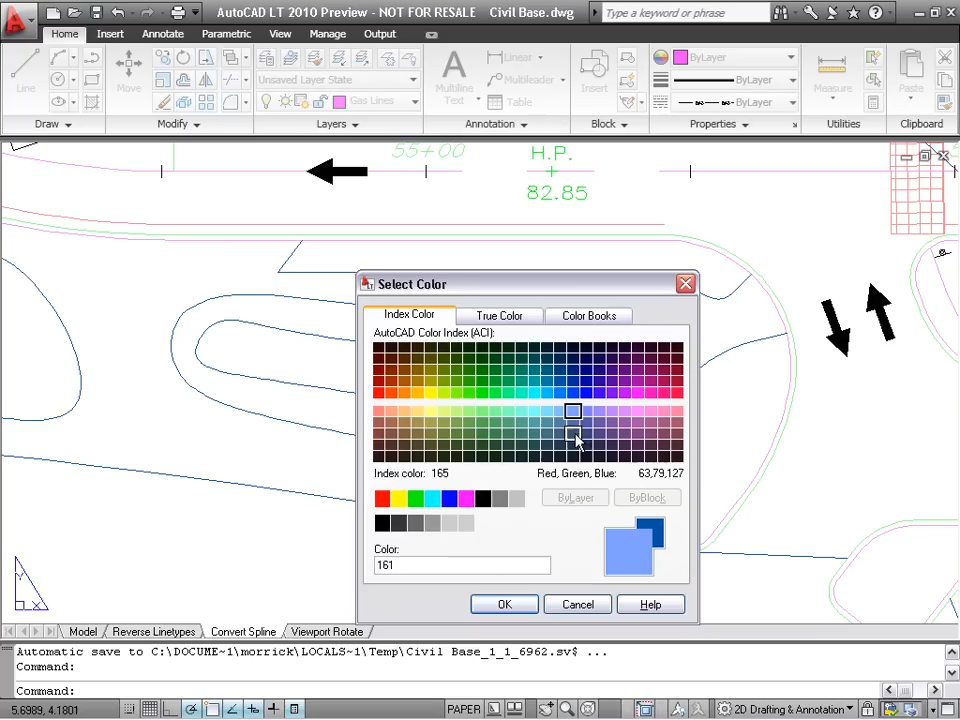 AutoCAD LT 2010 Preview - NOT FOR RESALE Civil Base.dwg
Type a keyword or phrase
Home Insert Annotate Parametric View Manage Output
Line
Move
Unsaved Layer State
Gas Lines
Multiline
Text
Linear
Multileader
Table
Insert
ByLayer
ByLayer
ByLayer
Measure
Paste
Draw Modify Layers Annotation Block Properties Utilities Clipboard
55+00
H.P.
82.85
LT Select Color
Index Color True Color Color Books
AutoCAD Color Index (ACI):
Index color: 165 Red, Green, Blue: 63,79,127
ByLayer ByBlock
Color:
161
OK Cancel Help
Y
X
Model Reverse Linetypes Convert Spline Viewport Rotate
Automatic save to C:\DOCUME~1\morrick\LOCALS~1\Temp\Civil Base_1_1_6962.sv$ ...
Command:
Command:
5.6989, 4.1801 PAPER 2D Drafting & Annotation